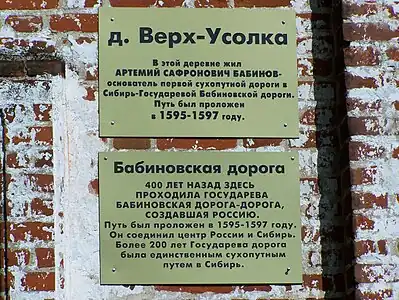 д. Верх-Усолка
В этой деревне жил
АРТЕМИЙ САФРОНОВИЧ БАБИНОВ-
основатель первой сухопутной дороги в
Сибирь-Государевой Бабиновской дороги.
Путь был проложен
в 1595-1597 году.
Бабиновская дорога
400 ЛЕТ НАЗАД ЗДЕСЬ
ПРОХОДИЛА ГОСУДАРЕВА
БАБИНОВСКАЯ ДОРОГА-ДОРОГА,
СОЗДАВШАЯ РОССИЮ.
Путь был проложен в 1595-1597 году.
Он соединил центр России и Сибирь.
Более 200 лет Государева дорога
была единственным сухопутным
путем в Сибирь.